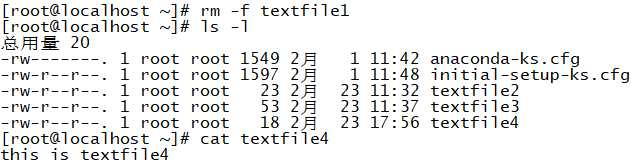 [root@localhost ~]# rm -f textfile1
[root@localhost ~]# ls -l
总用量 20
-rw-------. 1 root root 1549 2月   1 11:42 anaconda-ks.cfg
-rw-r--r--. 1 root root 1597 2月   1 11:48 initial-setup-ks.cfg
-rw-r--r--. 1 root root   23 2月  23 11:32 textfile2
-rw-r--r--. 1 root root   53 2月  23 11:37 textfile3
-rw-r--r--. 1 root root   18 2月  23 17:56 textfile4
[root@localhost ~]# cat textfile4
this is textfile4